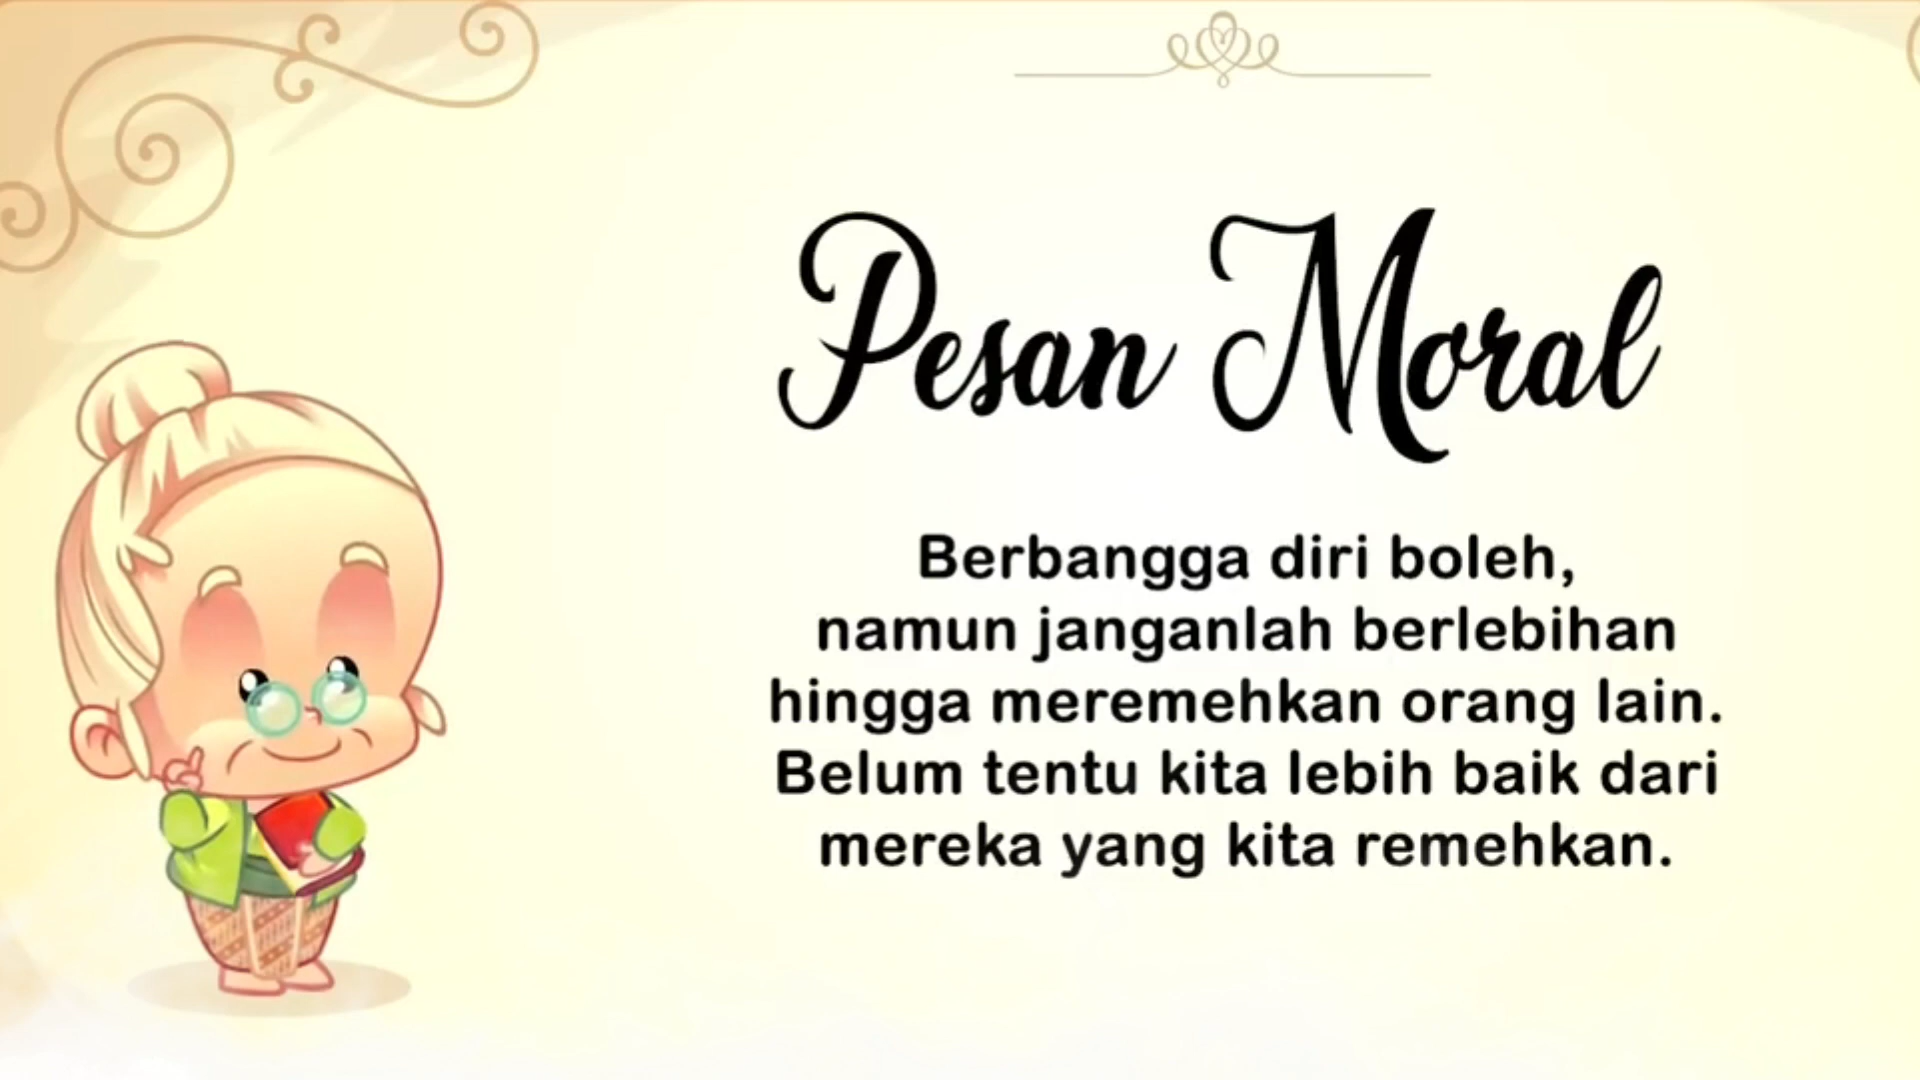 Pesan Moral
Berbangga diri boleh,
namun janganlah berlebihan
hingga meremehkan orang lain.
Belum tentu kita lebih baik dari
mereka yang kita remehkan.